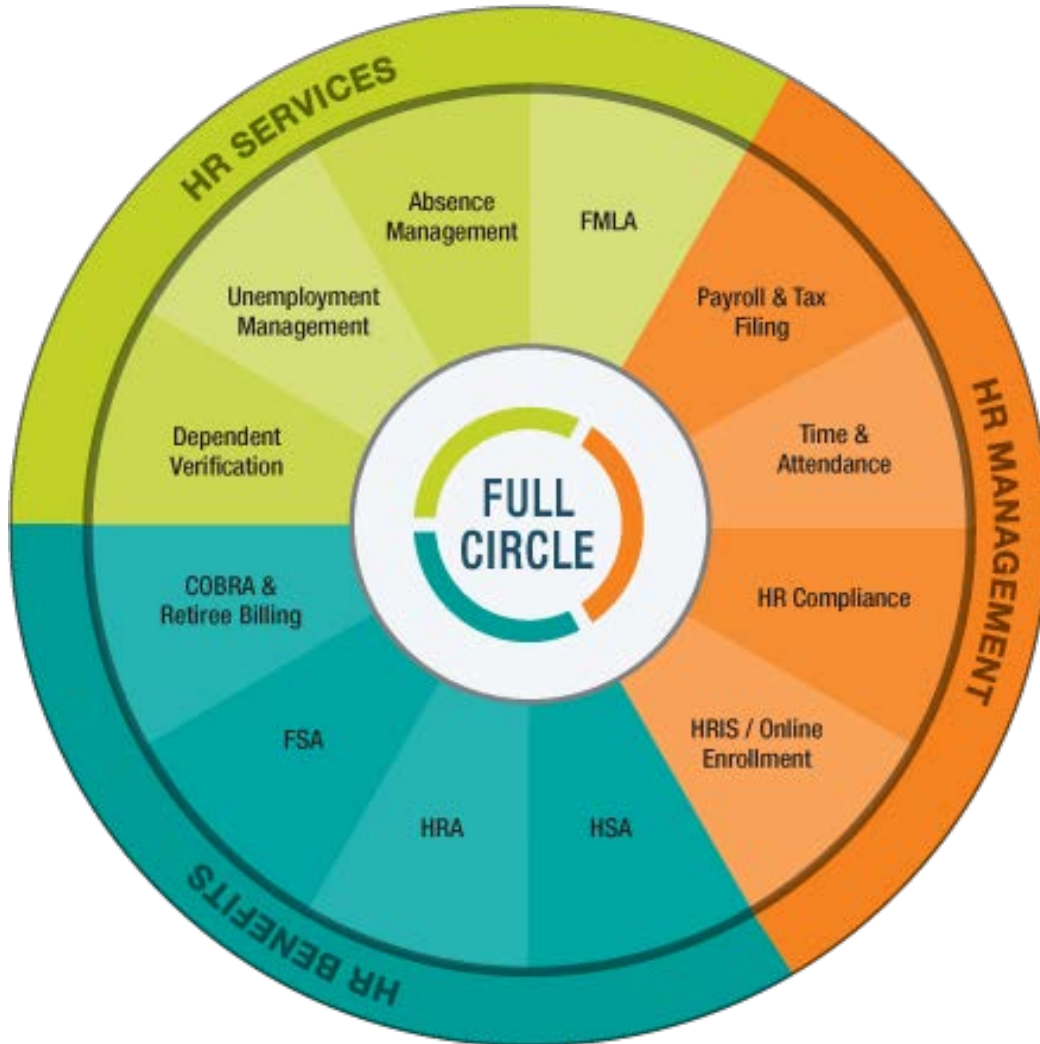 HR SERVICES
Absence
Management
FMLA
Unemployment
Management
Dependent
Verification
Payroll & Tax
Filing
Time &
Attendance
HR Compliance
HRIS / Online
Enrollment
HR MANAGEMENT
FULL
CIRCLE
COBRA &
Retiree Billing
FSA
HRA
HSA
HR BENEFITS